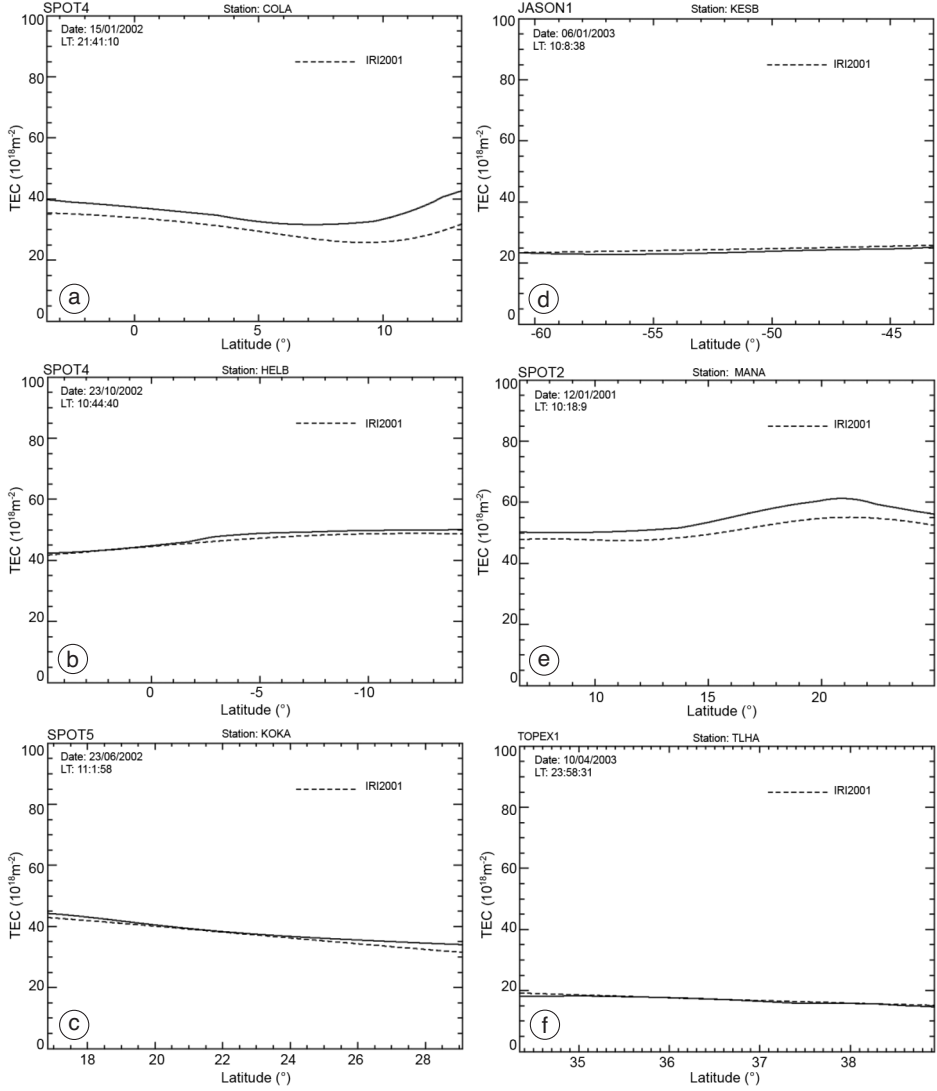 SPOT4 Station: COLA
Date: 15/01/2002
LT: 21:41:10
IRI2001
100
80
60
40
20
0
TEC (10¹⁸m⁻²)
a
0 5 10
Latitude (°)
JASON1 Station: KESB
Date: 06/01/2003
LT: 10:8:38
IRI2001
100
80
60
40
20
0
TEC (10¹⁸m⁻²)
d
-60 -55 -50 -45
Latitude (°)
SPOT4 Station: HELB
Date: 23/10/2002
LT: 10:44:40
IRI2001
100
80
60
40
20
0
TEC (10¹⁸m⁻²)
b
0 -5 -10
Latitude (°)
SPOT2 Station: MANA
Date: 12/01/2001
LT: 10:18:9
IRI2001
100
80
60
40
20
0
TEC (10¹⁸m⁻²)
e
10 15 20
Latitude (°)
SPOT5 Station: KOKA
Date: 23/06/2002
LT: 11:1:58
IRI2001
100
80
60
40
20
0
TEC (10¹⁸m⁻²)
c
18 20 22 24 26 28
Latitude (°)
TOPEX1 Station: TLHA
Date: 10/04/2003
LT: 23:58:31
IRI2001
100
80
60
40
20
0
TEC (10¹⁸m⁻²)
f
35 36 37 38
Latitude (°)